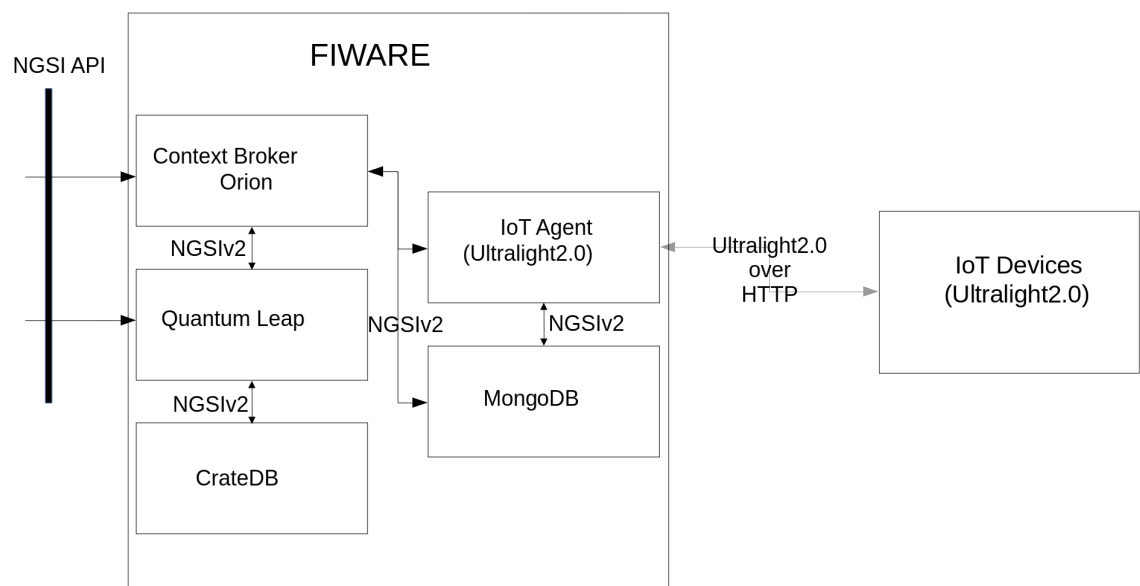 FIWARE
NGSI API
Context Broker
Orion
NGSIv2
Quantum Leap
NGSIv2
CrateDB
IoT Agent
(Ultralight2.0)
NGSIv2
NGSIv2
MongoDB
Ultralight2.0
over
HTTP
IoT Devices
(Ultralight2.0)